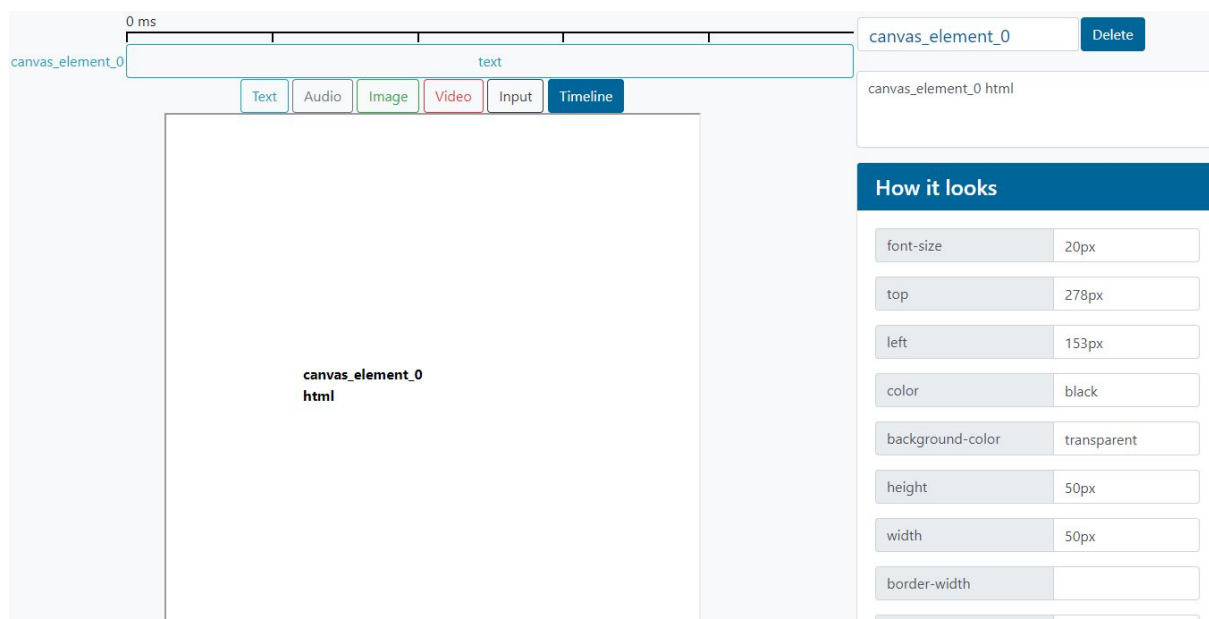 0 ms
canvas_element_0
text
Text
Audio
Image
Video
Input
Timeline
canvas_element_0
html
canvas_element_0
Delete
canvas_element_0 html
How it looks
font-size
20px
top
278px
left
153px
color
black
background-color
transparent
height
50px
width
50px
border-width